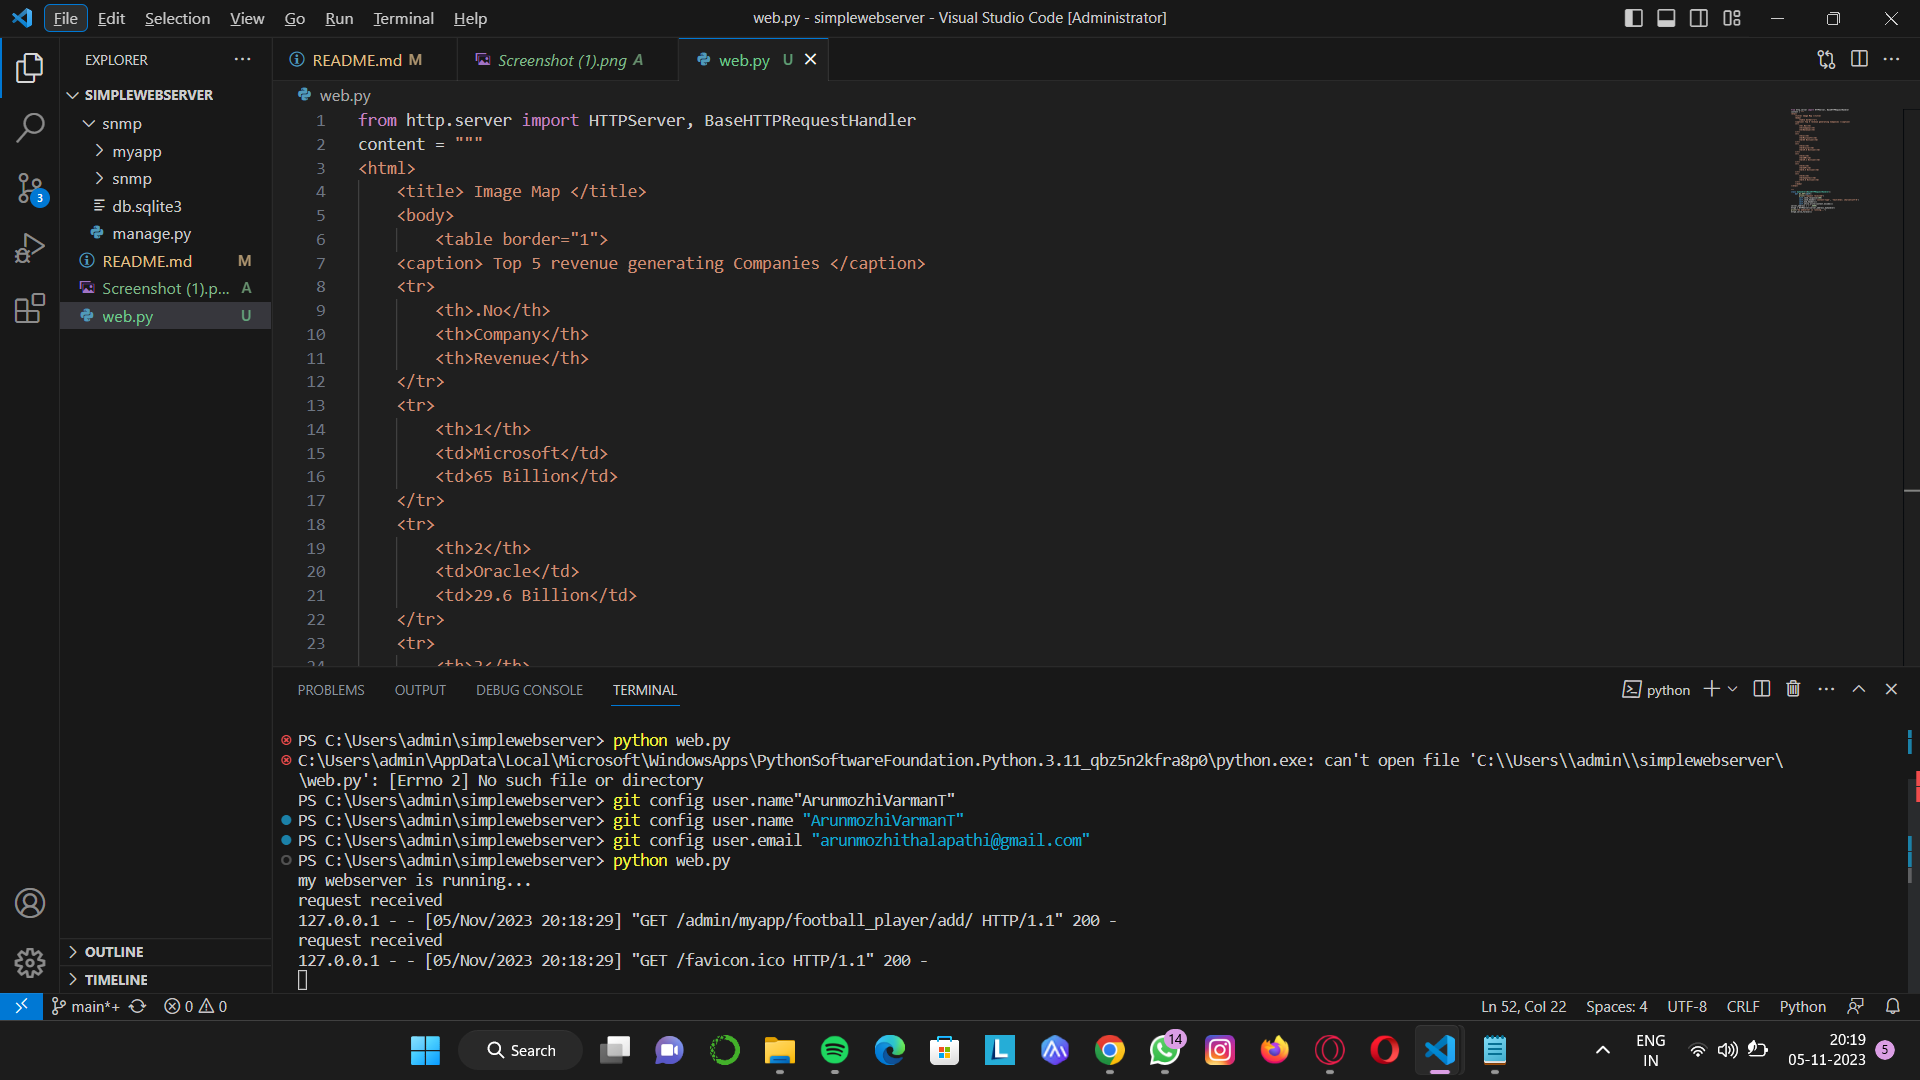 File Edit Selection View Go Run Terminal Help
web.py - simplewebserver - Visual Studio Code [Administrator]
EXPLORER
SIMPLEWEBSERVER
snmp
myapp
snmp
db.sqlite3
manage.py
README.md M
Screenshot (1).p... A
web.py U
OUTLINE
TIMELINE
3
README.md M
Screenshot (1).png A
web.py U
web.py
1 from http.server import HTTPServer, BaseHTTPRequestHandler
2 content = """
3 <html>
4 <title> Image Map </title>
5 <body>
6 <table border="1">
7 <caption> Top 5 revenue generating Companies </caption>
8 <tr>
9 <th>.No</th>
10 <th>Company</th>
11 <th>Revenue</th>
12 </tr>
13 <tr>
14 <th>1</th>
15 <td>Microsoft</td>
16 <td>65 Billion</td>
17 </tr>
18 <tr>
19 <th>2</th>
20 <td>Oracle</td>
21 <td>29.6 Billion</td>
22 </tr>
23 <tr>
24 <th>3</th>
PROBLEMS OUTPUT DEBUG CONSOLE TERMINAL
python
PS C:\Users\admin\simplewebserver> python web.py
C:\Users\admin\AppData\Local\Microsoft\WindowsApps\PythonSoftwareFoundation.Python.3.11_qbz5n2kfra8p0\python.exe: can't open file 'C:\\Users\\admin\\simplewebserver\
\web.py': [Errno 2] No such file or directory
PS C:\Users\admin\simplewebserver> git config user.name"ArunmozhiVarmanT"
PS C:\Users\admin\simplewebserver> git config user.name "ArunmozhiVarmanT"
PS C:\Users\admin\simplewebserver> git config user.email "arunmozhithalapathi@gmail.com"
PS C:\Users\admin\simplewebserver> python web.py
my webserver is running...
request received
127.0.0.1 - - [05/Nov/2023 20:18:29] "GET /admin/myapp/football_player/add/ HTTP/1.1" 200 -
request received
127.0.0.1 - - [05/Nov/2023 20:18:29] "GET /favicon.ico HTTP/1.1" 200 -
main*+ 0 0
Ln 52, Col 22 Spaces: 4 UTF-8 CRLF Python
Search
L
14
ENG
IN
20:19
05-11-2023
5